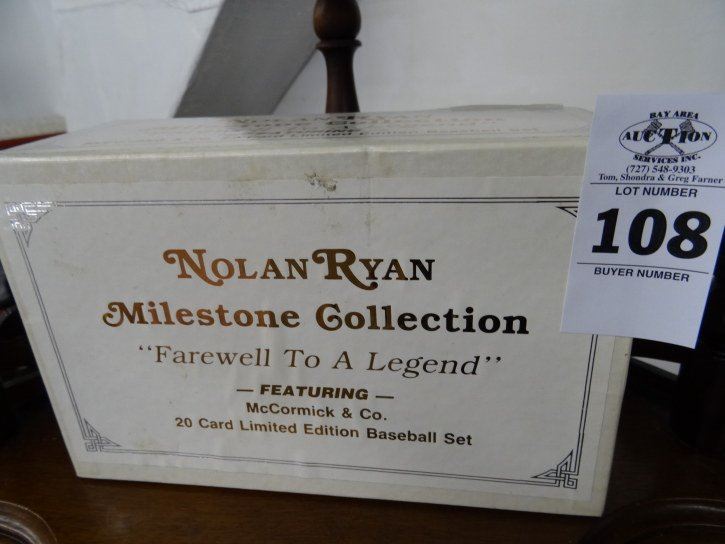 Nolan Ryan
Milestone Collection
"Farewell To A Legend"
— FEATURING —
McCormick & Co.
20 Card Limited Edition Baseball Set
BAY AREA
AUCTION
SERVICES INC.
(727) 548-9303
Tom, Shondra & Greg Farner
LOT NUMBER
108
BUYER NUMBER